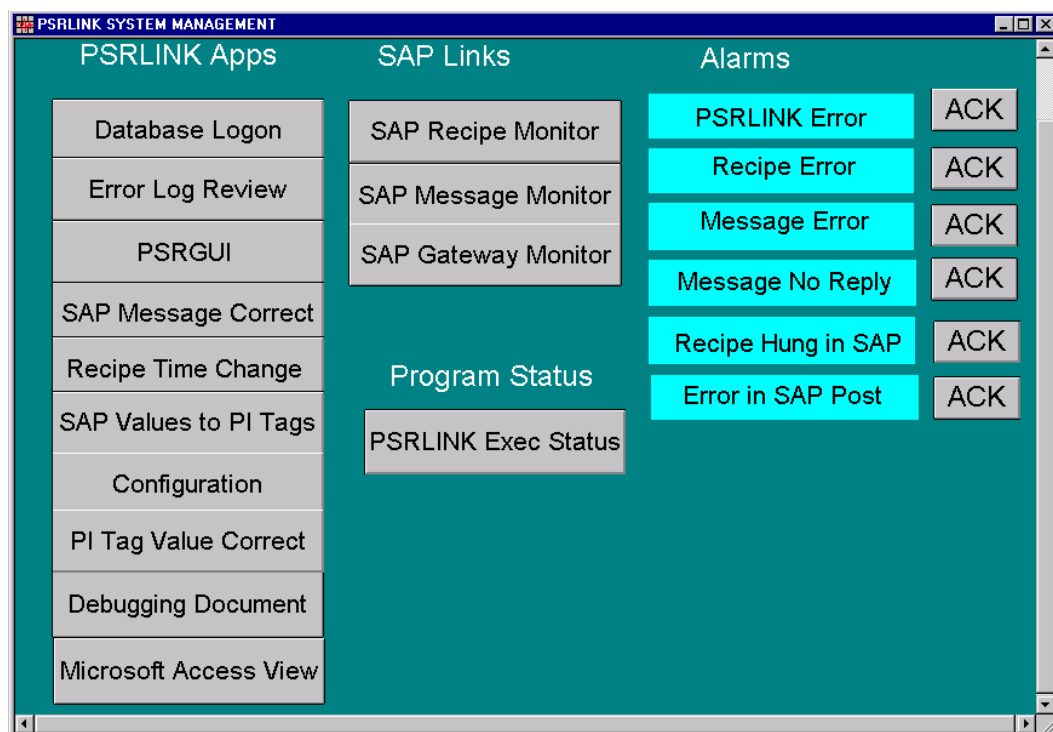 PSRLINK SYSTEM MANAGEMENT
PSRLINK Apps
Database Logon
Error Log Review
PSRGUI
SAP Message Correct
Recipe Time Change
SAP Values to PI Tags
Configuration
PI Tag Value Correct
Debugging Document
Microsoft Access View
SAP Links
SAP Recipe Monitor
SAP Message Monitor
SAP Gateway Monitor
Program Status
PSRLINK Exec Status
Alarms
PSRLINK Error ACK
Recipe Error ACK
Message Error ACK
Message No Reply ACK
Recipe Hung in SAP ACK
Error in SAP Post ACK